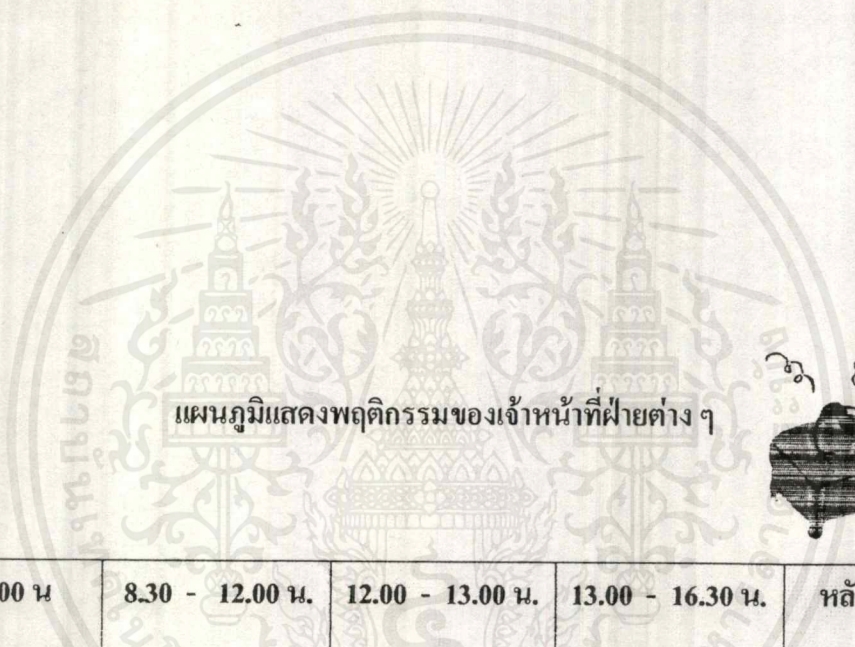 แผนภูมิแสดงพฤติกรรมของเจ้าหน้าที่ฝ่ายต่าง ๆ
00 น 8.30 - 12.00 น. 12.00 - 13.00 น. 13.00 - 16.30 น. หลั